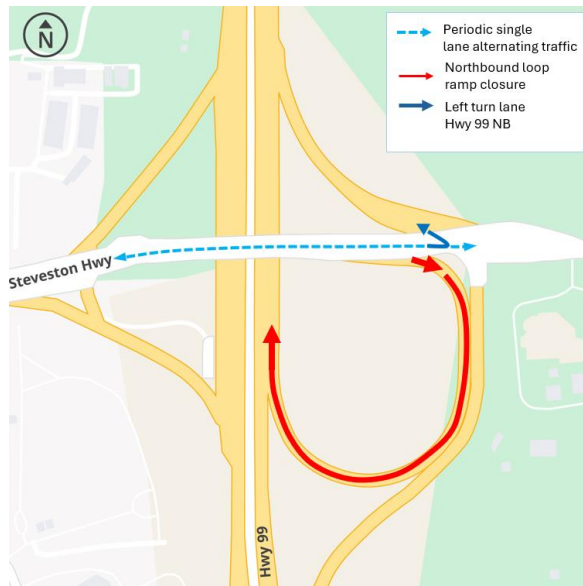 N
Periodic single
lane alternating traffic
Northbound loop
ramp closure
Left turn lane
Hwy 99 NB
Steveston Hwy
Hwy 99